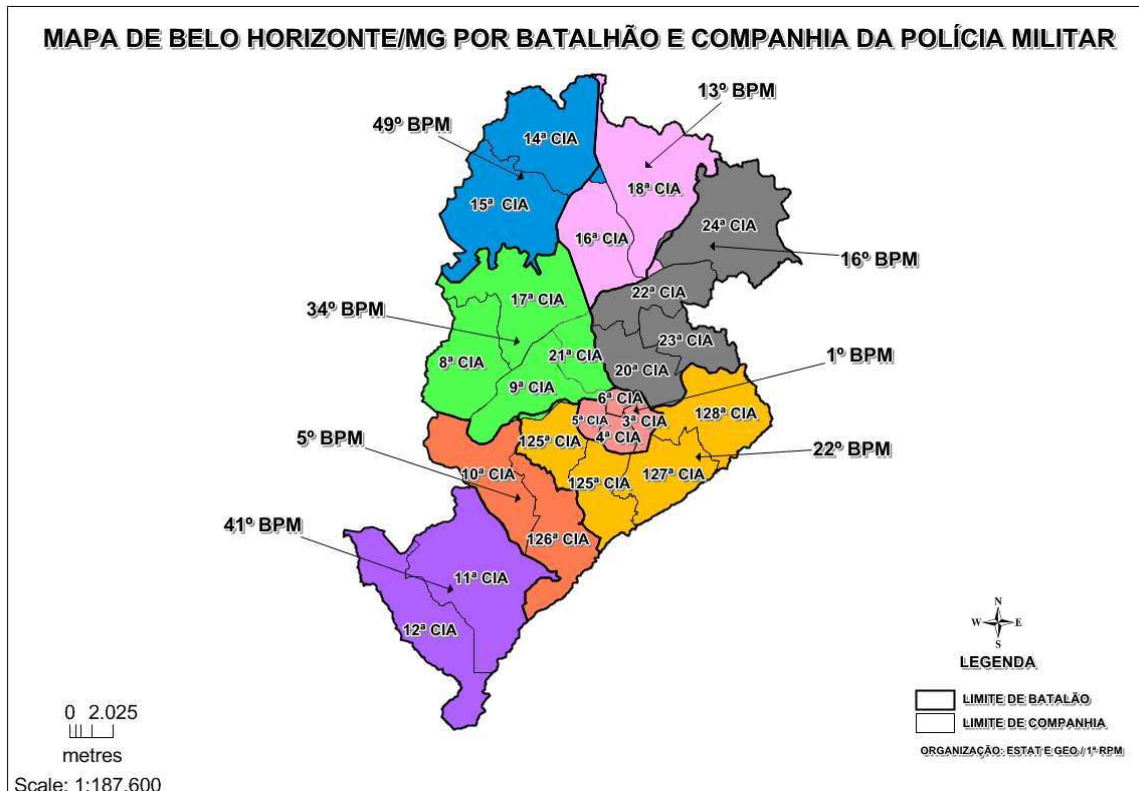 MAPA DE BELO HORIZONTE/MG POR BATALHÃO E COMPANHIA DA POLÍCIA MILITAR
13º BPM
49º BPM
14ª CIA
18ª CIA
15ª CIA
24ª CIA
16ª CIA
16º BPM
22ª CIA
17ª CIA
34º BPM
23ª CIA
8ª CIA
21ª CIA
1º BPM
20ª CIA
9ª CIA
6ª CIA
128ª CIA
5ª CIA
3ª CIA
5º BPM
125ª CIA
4ª CIA
22º BPM
10ª CIA
127ª CIA
125ª CIA
41º BPM
126ª CIA
11ª CIA
12ª CIA
N
W E
S
LEGENDA
LIMITE DE BATALÃO
LIMITE DE COMPANHIA
ORGANIZAÇÃO: ESTAT E GEO / 1ª RPM
0 2.025
metres
Scale: 1:187.600